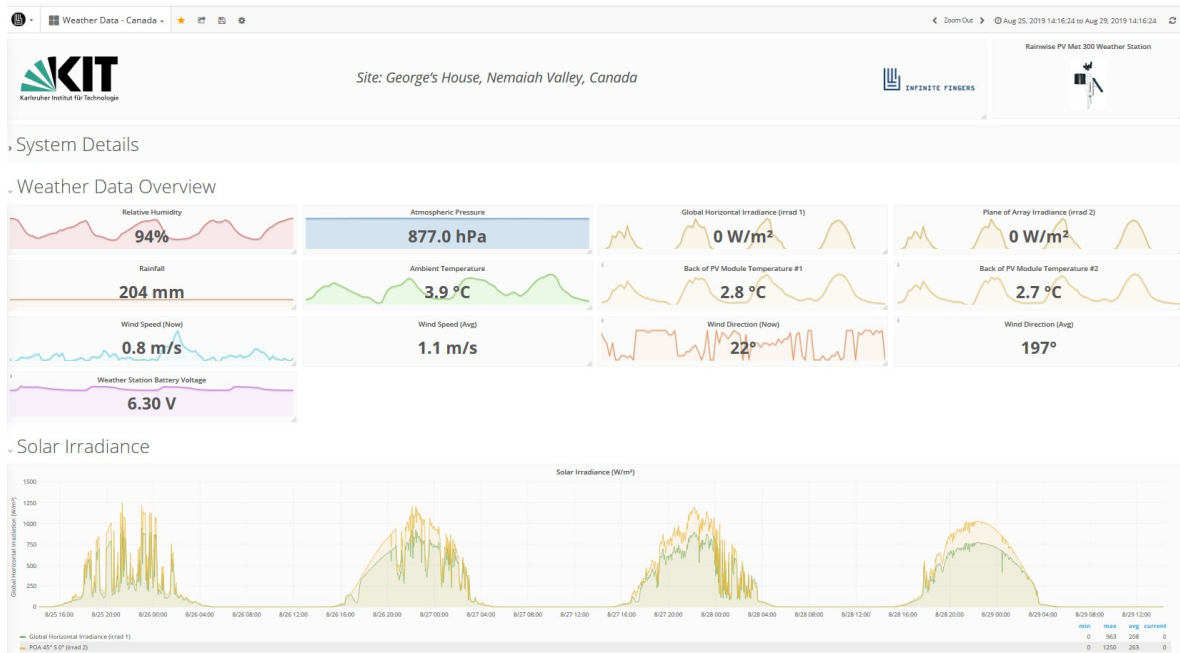 Weather Data - Canada
Zoom Out
Aug 25, 2019 14:16:24 to Aug 29, 2019 14:16:24
KIT
Karlsruher Institut für Technologie
Site: George's House, Nemaiah Valley, Canada
INFINITE FINGERS
Rainwise PV Met 300 Weather Station
System Details
Weather Data Overview
Relative Humidity
94%
Atmospheric Pressure
877.0 hPa
Global Horizontal Irradiance (irrad 1)
0 W/m²
Plane of Array Irradiance (irrad 2)
0 W/m²
Rainfall
204 mm
Ambient Temperature
3.9 °C
Back of PV Module Temperature #1
2.8 °C
Back of PV Module Temperature #2
2.7 °C
Wind Speed (Now)
0.8 m/s
Wind Speed (Avg)
1.1 m/s
Wind Direction (Now)
22°
Wind Direction (Avg)
197°
Weather Station Battery Voltage
6.30 V
Solar Irradiance
Solar Irradiance (W/m²)
Global Horizontal Irradiation (W/m²)
1500
1250
1000
750
500
250
0
8/25 16:00 8/25 20:00 8/26 00:00 8/26 04:00 8/26 08:00 8/26 12:00 8/26 16:00 8/26 20:00 8/27 00:00 8/27 04:00 8/27 08:00 8/27 12:00 8/27 16:00 8/27 20:00 8/28 00:00 8/28 04:00 8/28 08:00 8/28 12:00 8/28 16:00 8/28 20:00 8/29 00:00 8/29 04:00 8/29 08:00 8/29 12:00
min max avg current
Global Horizontal Irradiance (irrad 1) 0 963 208 0
POA 45° S 0° (irrad 2) 0 1250 263 0